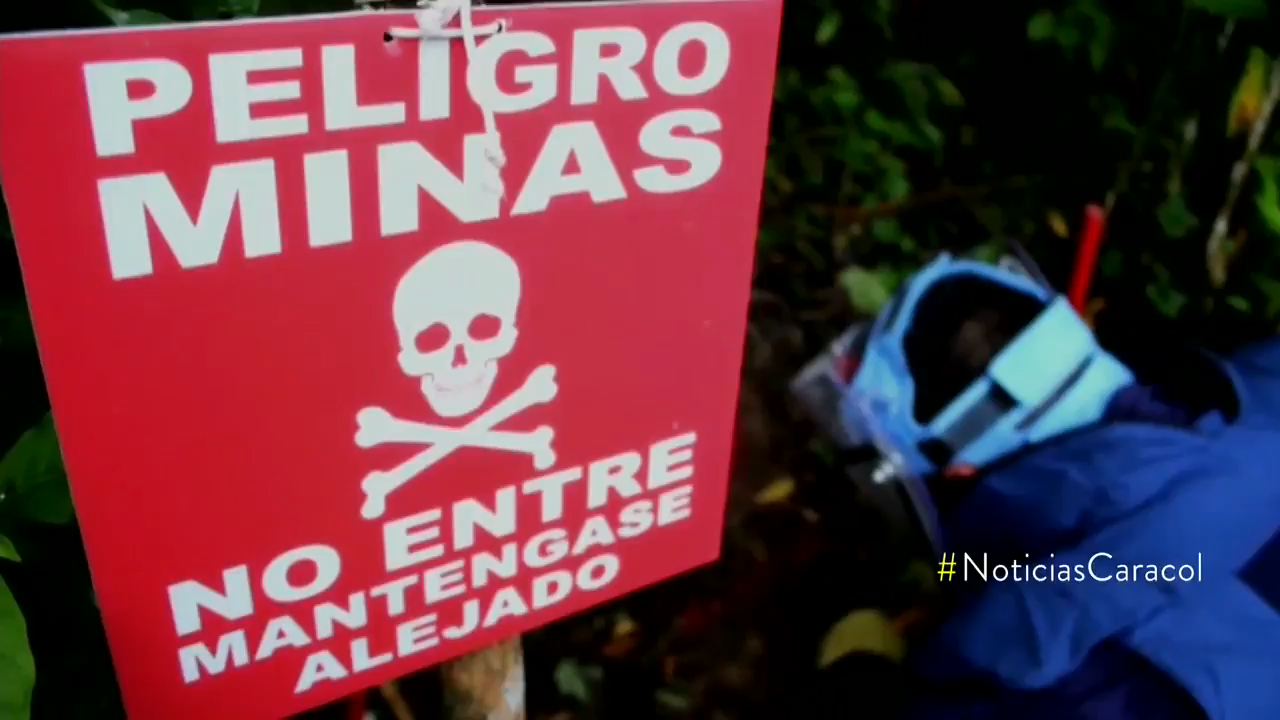 PELIGRO
MINAS
NO ENTRE
MANTENGASE
ALEJADO
#NoticiasCaracol